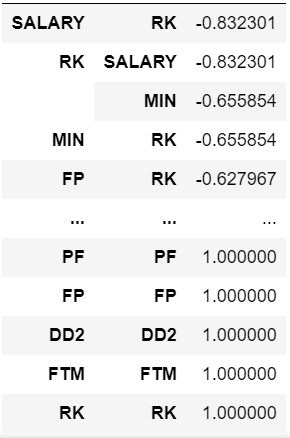 SALARY RK -0.832301
RK SALARY -0.832301
MIN -0.655854
MIN RK -0.655854
FP RK -0.627967
... ... ...
PF PF 1.000000
FP FP 1.000000
DD2 DD2 1.000000
FTM FTM 1.000000
RK RK 1.000000